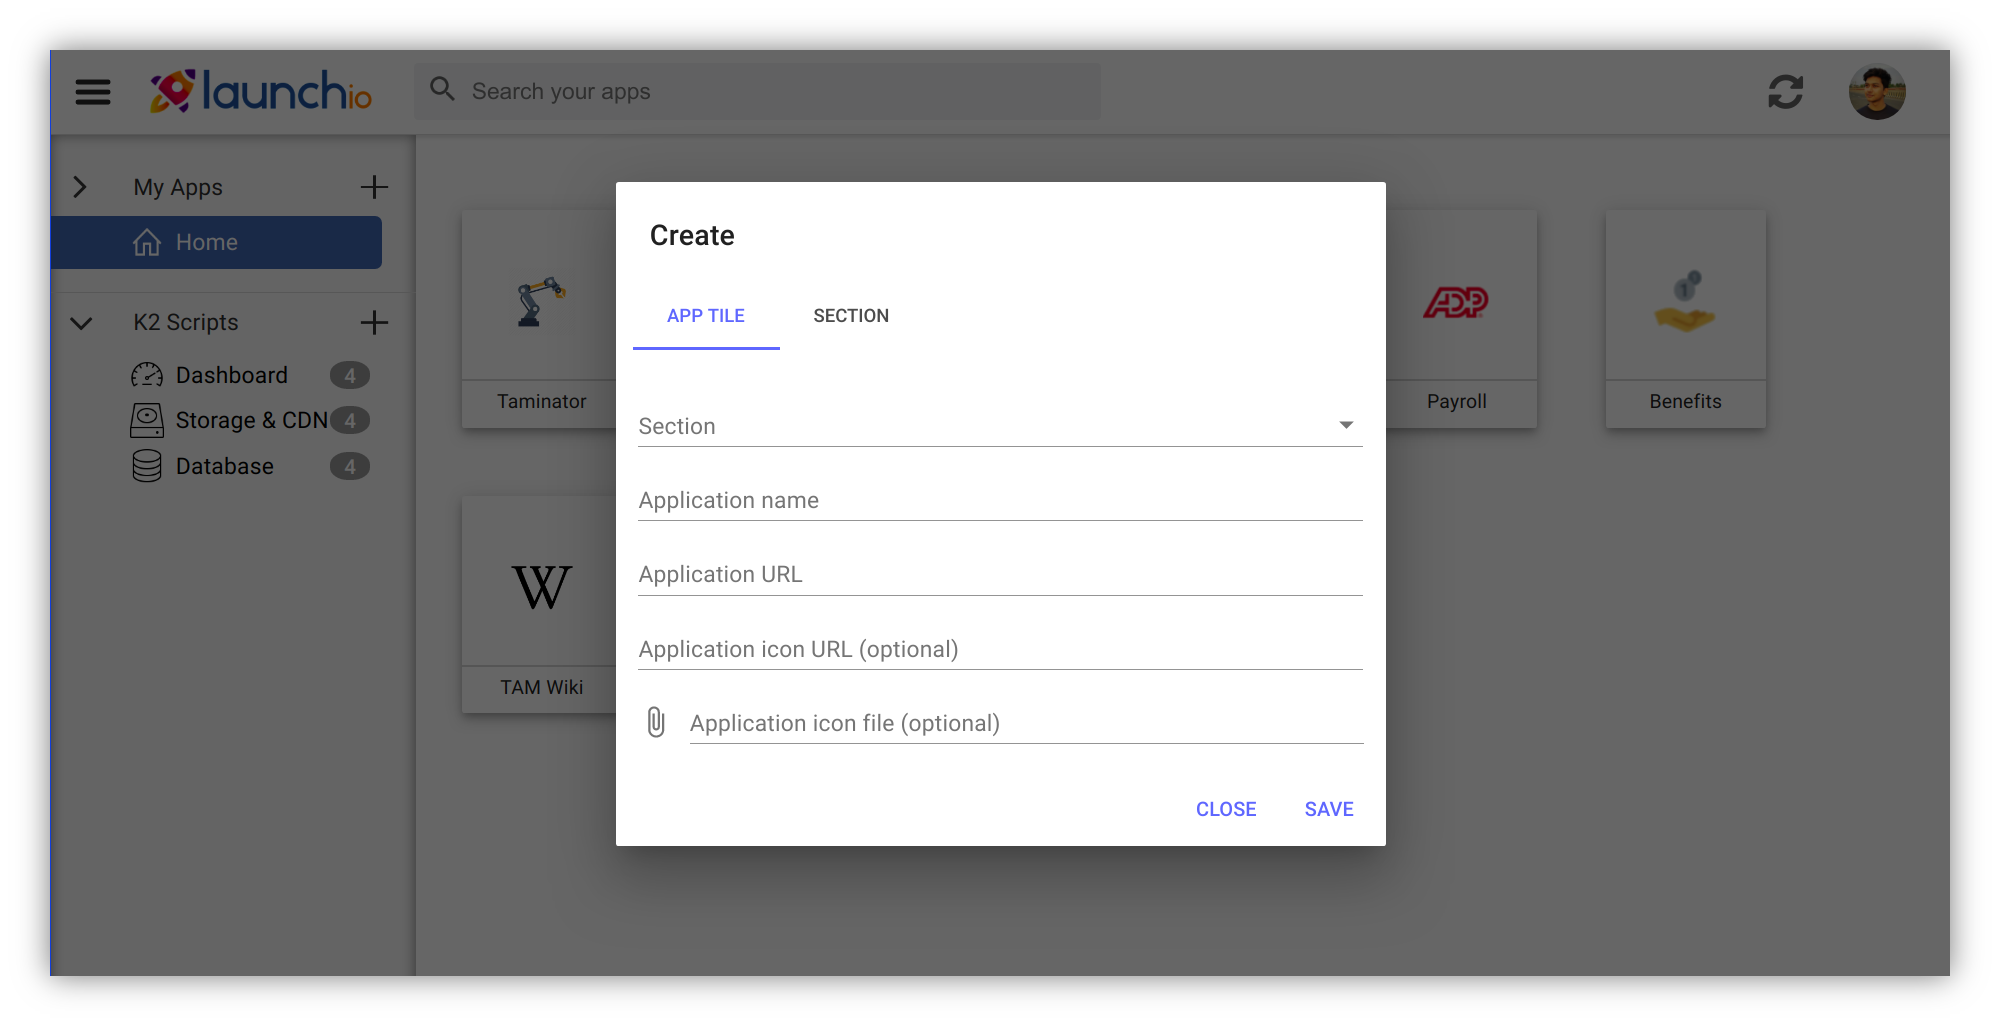 launchio
Search your apps
My Apps
Home
K2 Scripts
Dashboard 4
Storage & CDN 4
Database 4
Taminator
ADP
Payroll
1
Benefits
W
TAM Wiki
Create
APP TILE SECTION
Section
Application name
Application URL
Application icon URL (optional)
Application icon file (optional)
CLOSE SAVE